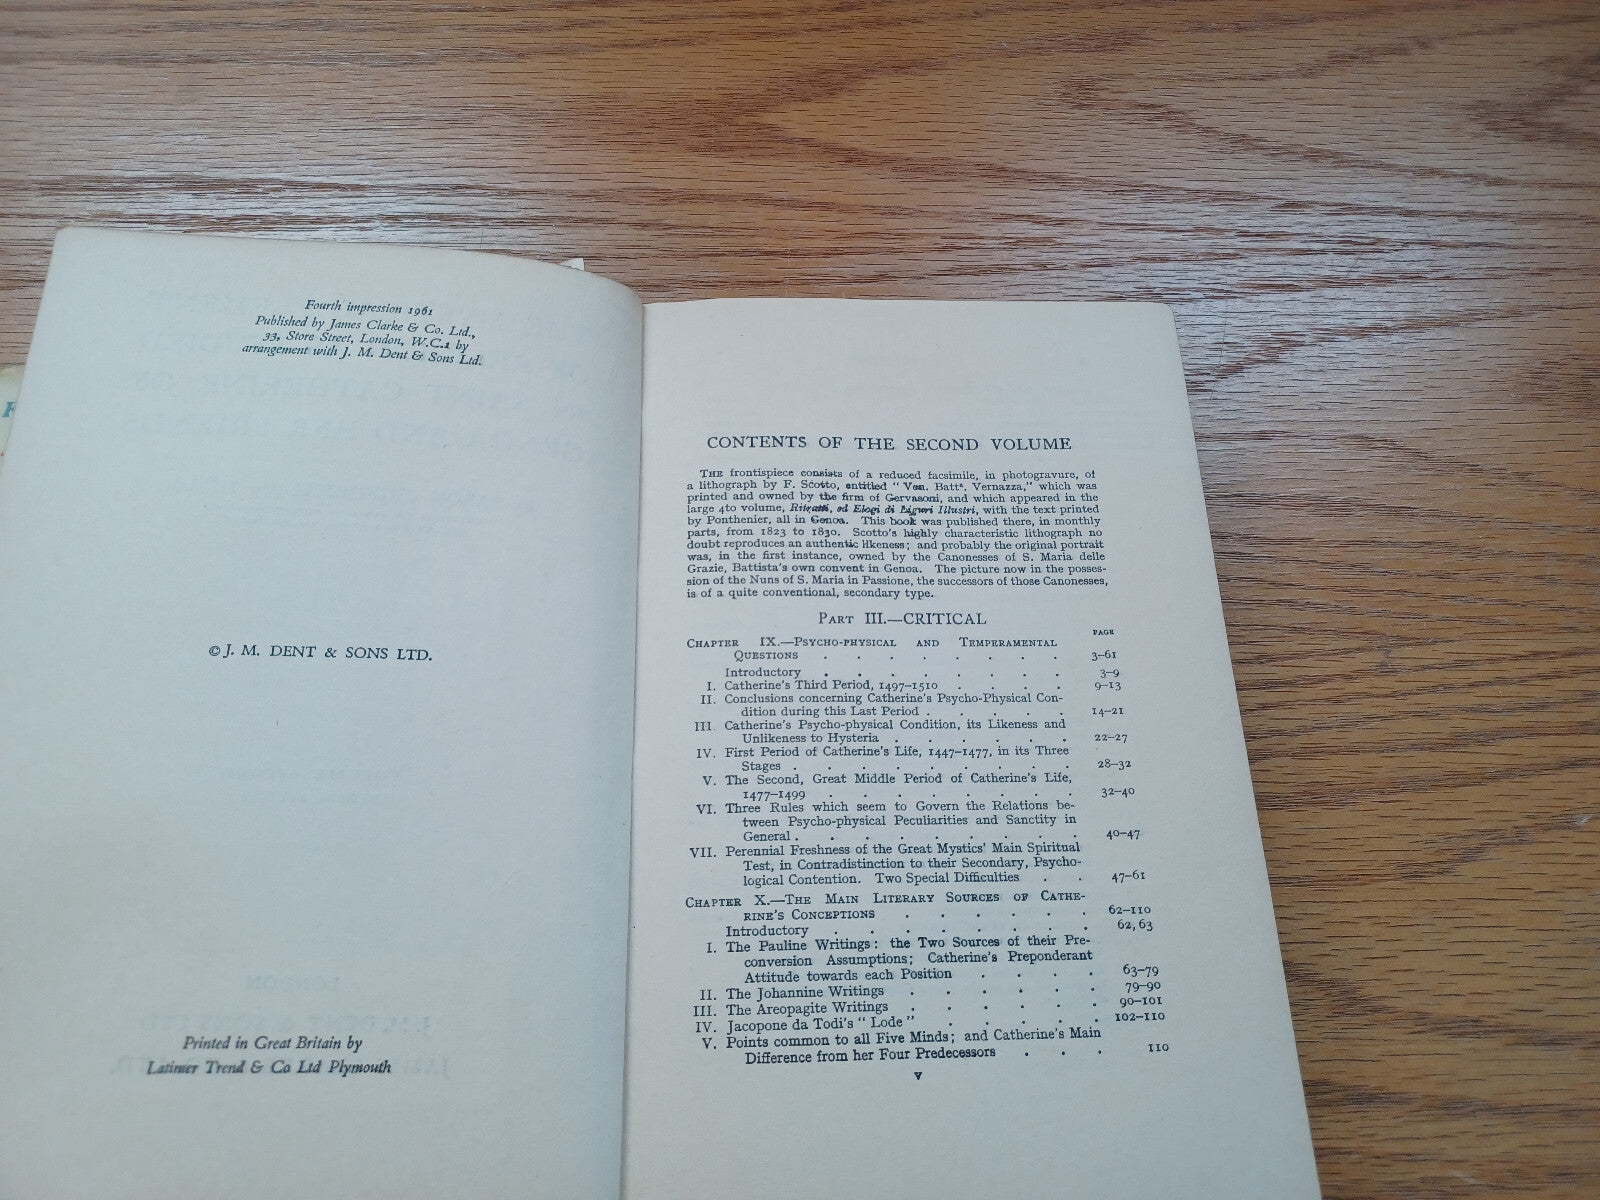 Fourth impression 1961
Published by James Clarke & Co. Ltd.,
33, Store Street, London, W.C.1 by
arrangement with J. M. Dent & Sons Ltd.
© J. M. DENT & SONS LTD.
Printed in Great Britain by
Latimer Trend & Co Ltd Plymouth
CONTENTS OF THE SECOND VOLUME
THE frontispiece consists of a reduced facsimile, in photogravure, of
a lithograph by F. Scotto, entitled "Ven. Batt^a. Vernazza," which was
printed and owned by the firm of Gervasoni, and which appeared in the
large 4to volume, Ritratti, ed Elogi di Liguri Illustri, with the text printed
by Ponthenier, all in Genoa. This book was published there, in monthly
parts, from 1823 to 1830. Scotto's highly characteristic lithograph no
doubt reproduces an authentic likeness; and probably the original portrait
was, in the first instance, owned by the Canonesses of S. Maria delle
Grazie, Battista's own convent in Genoa. The picture now in the posses-
sion of the Nuns of S. Maria in Passione, the successors of those Canonesses,
is of a quite conventional, secondary type.
PART III.—CRITICAL
PAGE
CHAPTER IX.—PSYCHO-PHYSICAL AND TEMPERAMENTAL
QUESTIONS . . . . . . . . 3-61
Introductory . . . . . . . . 3-9
I. Catherine's Third Period, 1497-1510 . . . . 9-13
II. Conclusions concerning Catherine's Psycho-Physical Con-
dition during this Last Period . . . . . 14-21
III. Catherine's Psycho-physical Condition, its Likeness and
Unlikeness to Hysteria . . . . . . 22-27
IV. First Period of Catherine's Life, 1447-1477, in its Three
Stages . . . . . . . . . 28-32
V. The Second, Great Middle Period of Catherine's Life,
1477-1499 . . . . . . . . 32-40
VI. Three Rules which seem to Govern the Relations be-
tween Psycho-physical Peculiarities and Sanctity in
General . . . . . . . . . 40-47
VII. Perennial Freshness of the Great Mystics' Main Spiritual
Test, in Contradistinction to their Secondary, Psycho-
logical Contention. Two Special Difficulties . . 47-61
CHAPTER X.—THE MAIN LITERARY SOURCES OF CATHE-
RINE'S CONCEPTIONS . . . . . . 62-110
Introductory . . . . . . . . 62, 63
I. The Pauline Writings: the Two Sources of their Pre-
conversion Assumptions; Catherine's Preponderant
Attitude towards each Position . . . . 63-79
II. The Johannine Writings . . . . . . 79-90
III. The Areopagite Writings . . . . . . 90-101
IV. Jacopone da Todi's "Lode" . . . . . 102-110
V. Points common to all Five Minds; and Catherine's Main
Difference from her Four Predecessors . . . 110
v